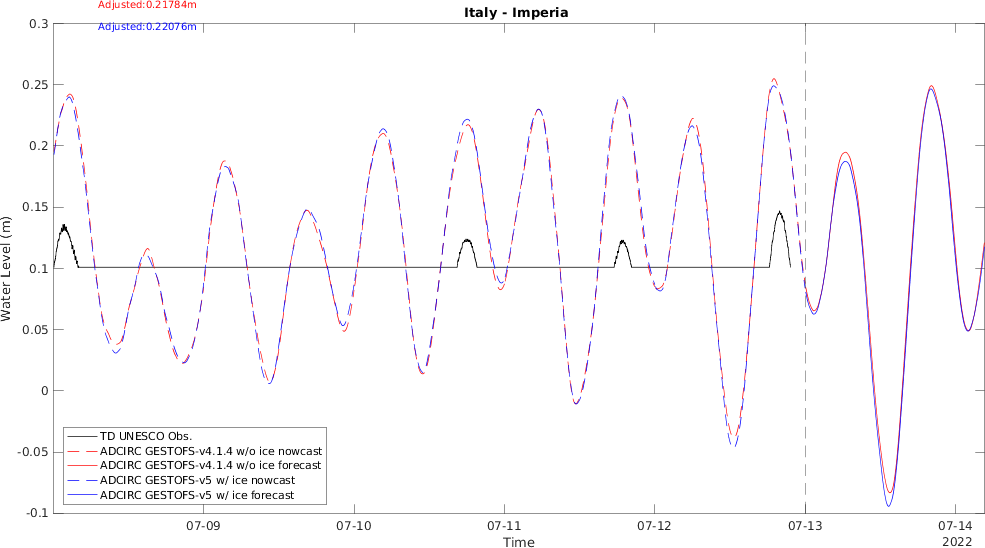 Adjusted:0.21784m
Italy - Imperia
Adjusted:0.22076m
0.3
0.25
0.2
0.15
0.1
0.05
0
-0.05
-0.1
Water Level (m)
TD UNESCO Obs.
ADCIRC GESTOFS-v4.1.4 w/o ice nowcast
ADCIRC GESTOFS-v4.1.4 w/o ice forecast
ADCIRC GESTOFS-v5 w/ ice nowcast
ADCIRC GESTOFS-v5 w/ ice forecast
07-09
07-10
07-11
07-12
07-13
07-14
Time
2022